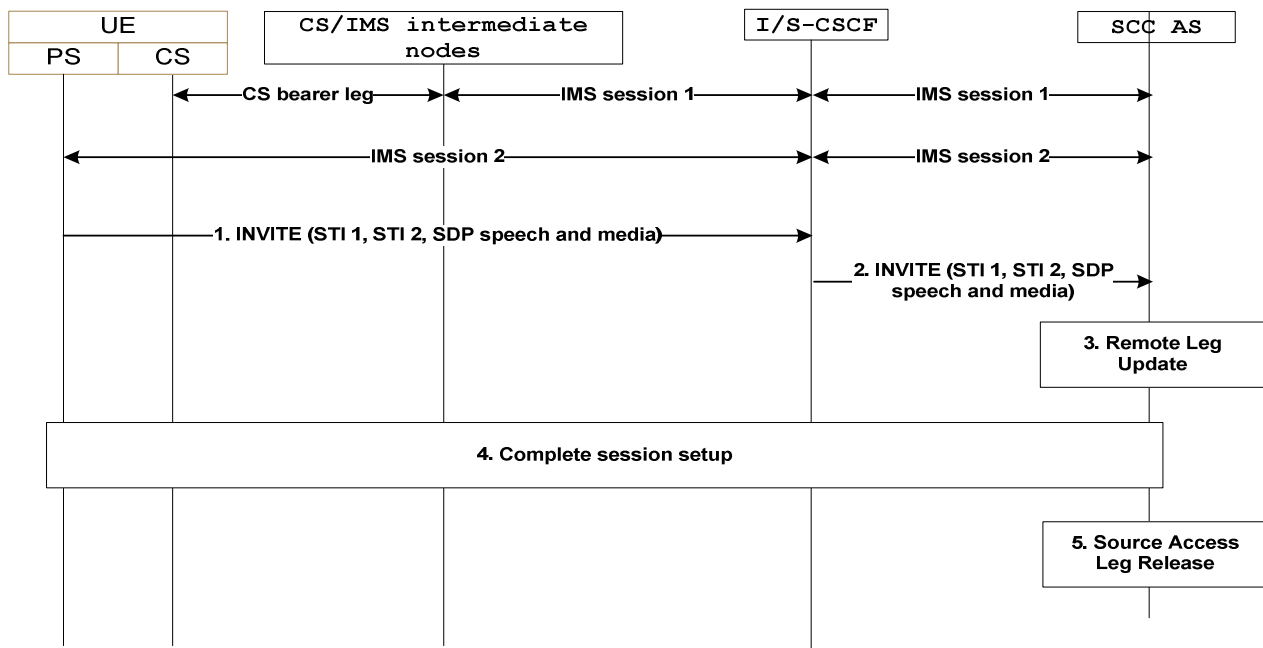 UE
PS CS
CS/IMS intermediate
nodes
I/S-CSCF
SCC AS
CS bearer leg
IMS session 1
IMS session 1
IMS session 2
IMS session 2
1. INVITE (STI 1, STI 2, SDP speech and media)
2. INVITE (STI 1, STI 2, SDP
speech and media)
3. Remote Leg
Update
4. Complete session setup
5. Source Access
Leg Release